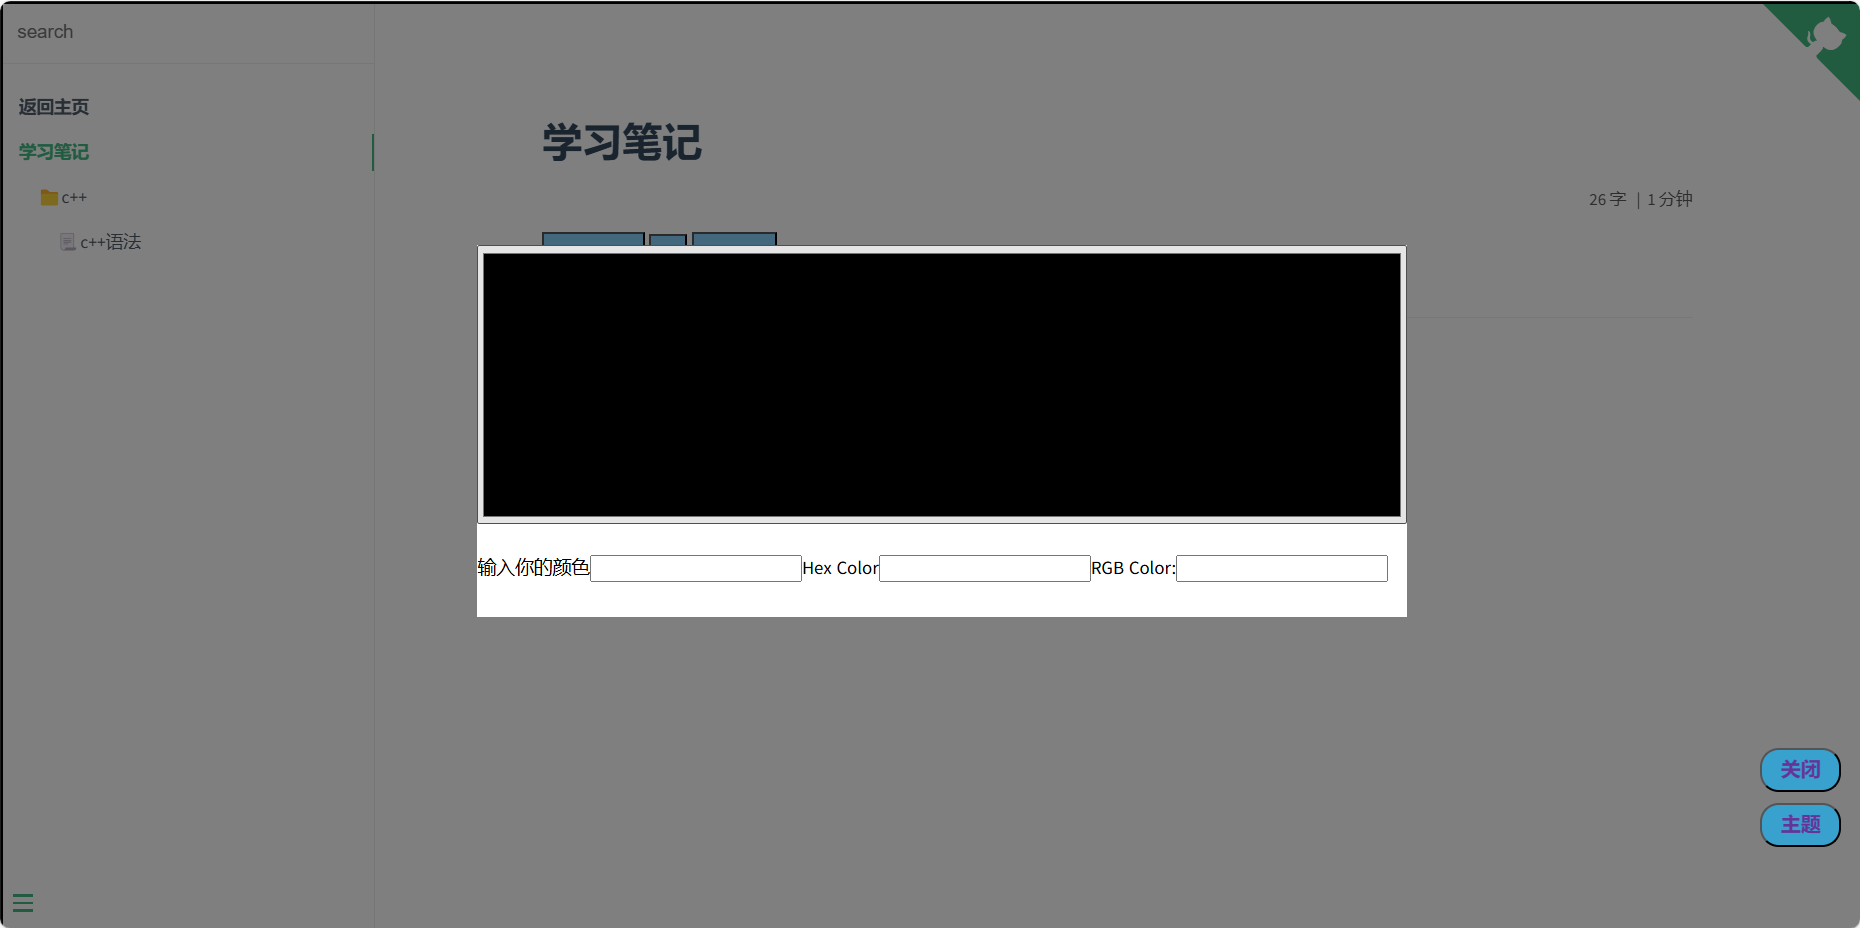 search
返回主页
学习笔记
c++
c++语法
学习笔记
26 字 | 1 分钟
输入你的颜色 Hex Color RGB Color:
关闭
主题